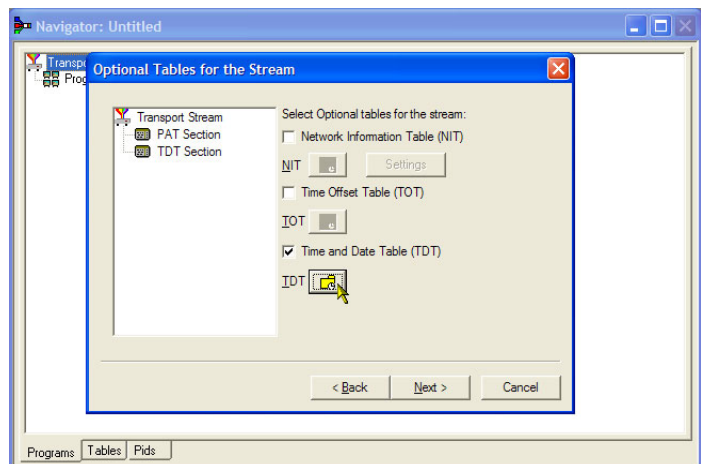 Navigator: Untitled
Optional Tables for the Stream
Transport Stream
PAT Section
TDT Section
Select Optional tables for the stream:
Network Information Table (NIT)
NIT
Settings
Time Offset Table (TOT)
TOT
Time and Date Table (TDT)
TDT
< Back
Next >
Cancel
Programs
Tables
Pids